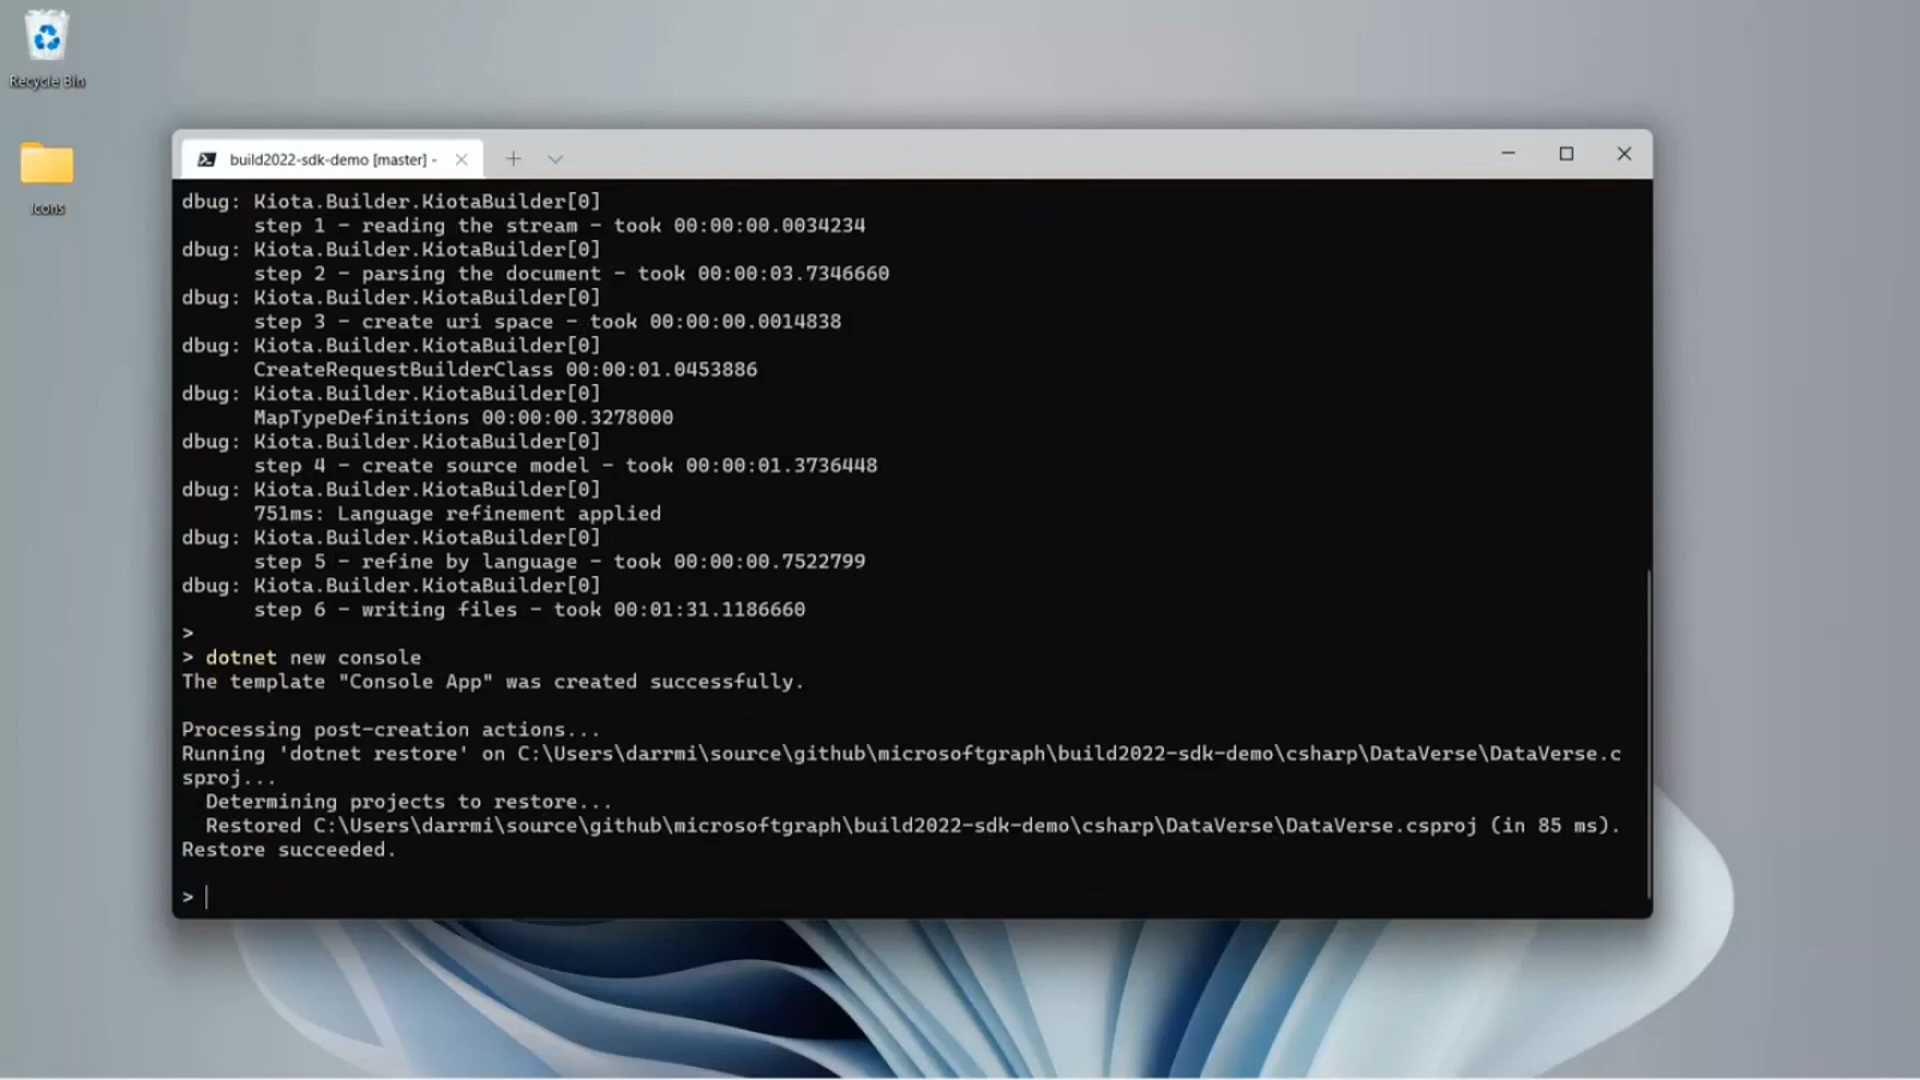 Recycle Bin
Icons
build2022-sdk-demo [master] -
dbug: Kiota.Builder.KiotaBuilder[0]
step 1 - reading the stream - took 00:00:00.0034234
dbug: Kiota.Builder.KiotaBuilder[0]
step 2 - parsing the document - took 00:00:03.7346660
dbug: Kiota.Builder.KiotaBuilder[0]
step 3 - create uri space - took 00:00:00.0014838
dbug: Kiota.Builder.KiotaBuilder[0]
CreateRequestBuilderClass 00:00:01.0453886
dbug: Kiota.Builder.KiotaBuilder[0]
MapTypeDefinitions 00:00:00.3278000
dbug: Kiota.Builder.KiotaBuilder[0]
step 4 - create source model - took 00:00:01.3736448
dbug: Kiota.Builder.KiotaBuilder[0]
751ms: Language refinement applied
dbug: Kiota.Builder.KiotaBuilder[0]
step 5 - refine by language - took 00:00:00.7522799
dbug: Kiota.Builder.KiotaBuilder[0]
step 6 - writing files - took 00:01:31.1186660
>
> dotnet new console
The template "Console App" was created successfully.
Processing post-creation actions...
Running 'dotnet restore' on C:\Users\darrmi\source\github\microsoftgraph\build2022-sdk-demo\csharp\DataVerse\DataVerse.c
sproj...
Determining projects to restore...
Restored C:\Users\darrmi\source\github\microsoftgraph\build2022-sdk-demo\csharp\DataVerse\DataVerse.csproj (in 85 ms).
Restore succeeded.
>